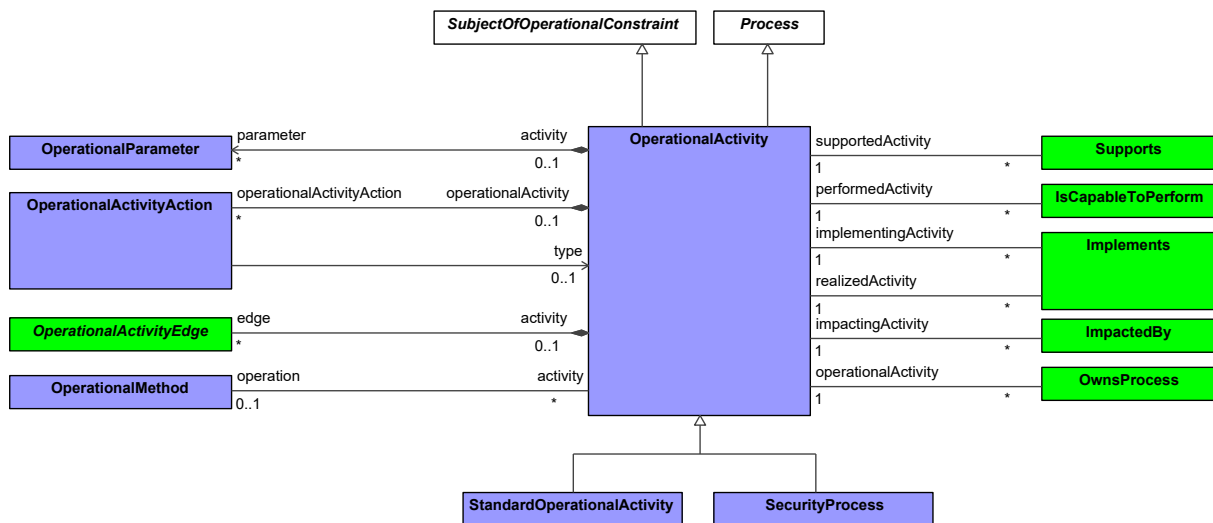 SubjectOfOperationalConstraint
Process
OperationalParameter
parameter
*
activity
0..1
OperationalActivityAction
operationalActivityAction
*
operationalActivity
0..1
type
0..1
OperationalActivityEdge
edge
*
activity
0..1
OperationalMethod
operation
0..1
activity
*
OperationalActivity
supportedActivity
1
*
Supports
performedActivity
1
*
IsCapableToPerform
implementingActivity
1
*
Implements
realizedActivity
1
*
impactingActivity
1
*
ImpactedBy
operationalActivity
1
*
OwnsProcess
StandardOperationalActivity
SecurityProcess